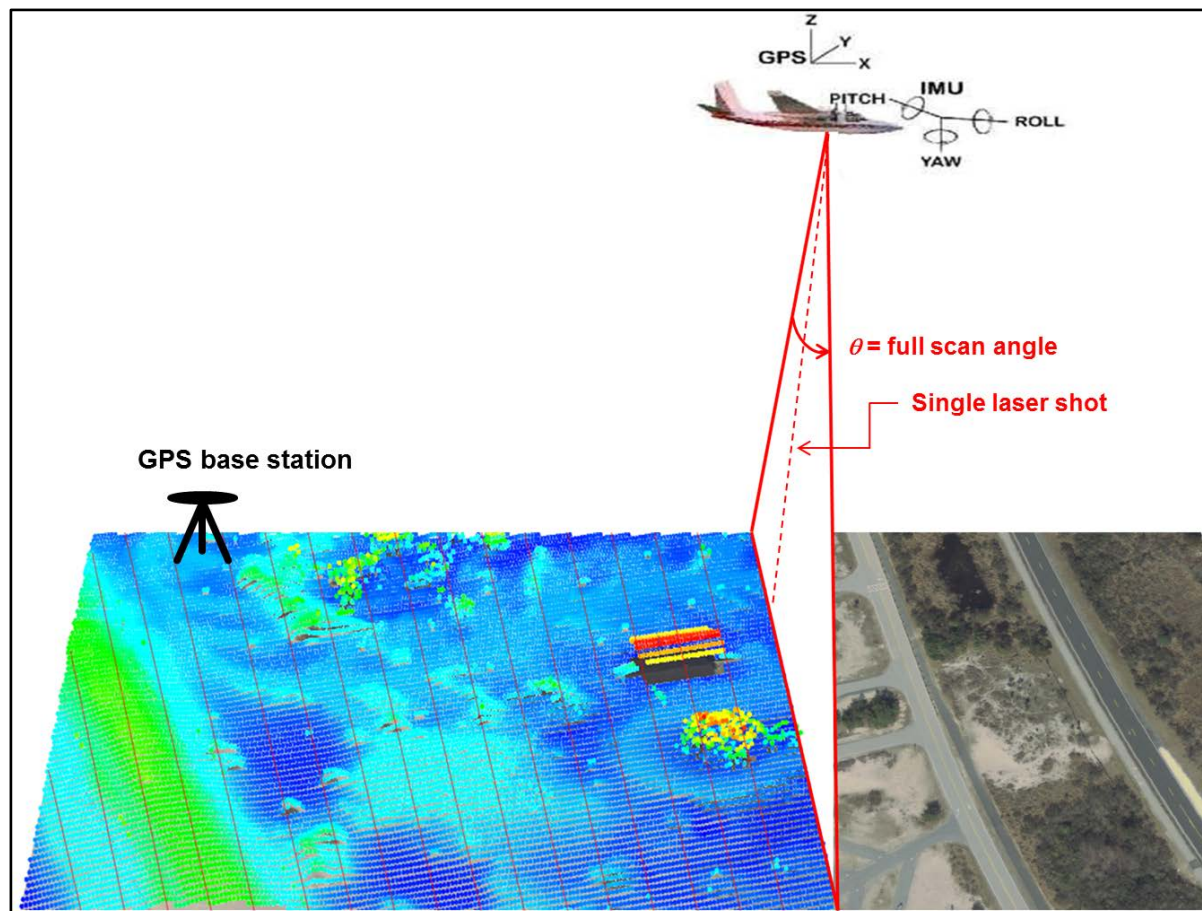 Z
Y
GPS
X
IMU
PITCH
ROLL
YAW
θ = full scan angle
Single laser shot
GPS base station